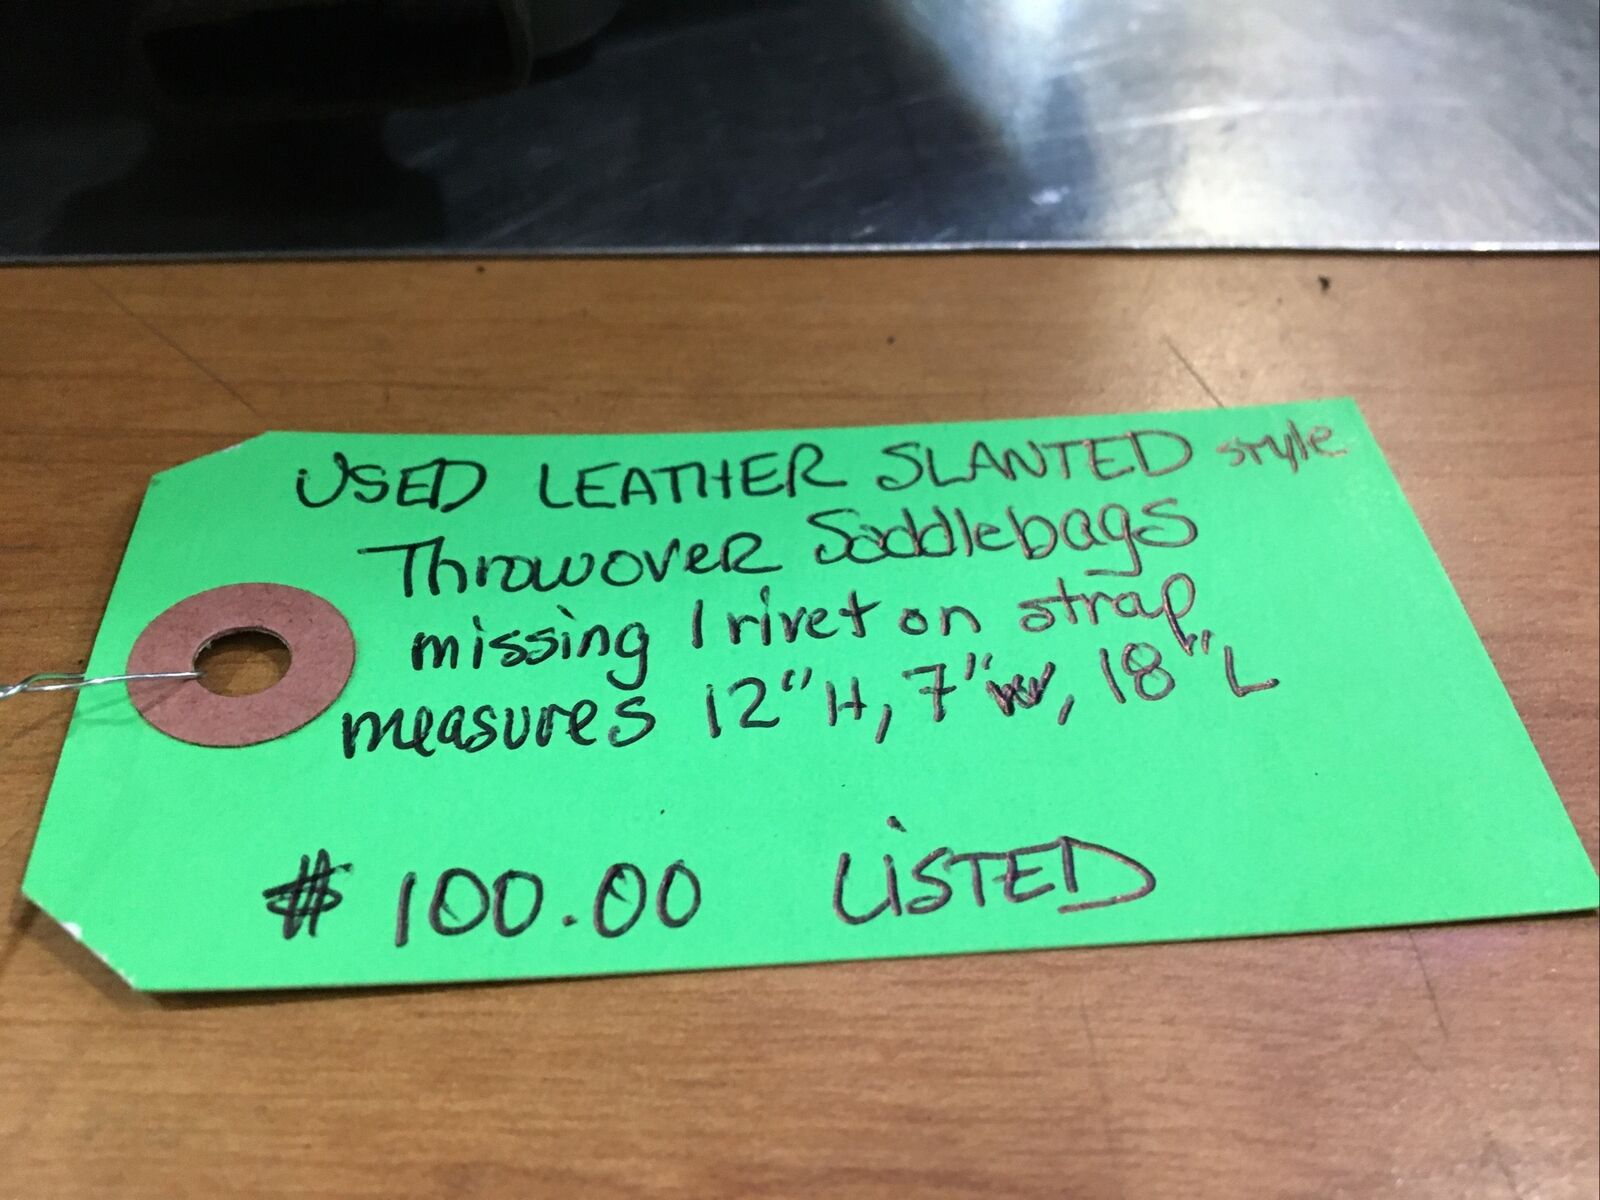 USED LEATHER SLANTED style
Throwover Saddlebags
missing 1 rivet on strap
measures 12"H, 7"W, 18"L
$ 100.00 LiSTED